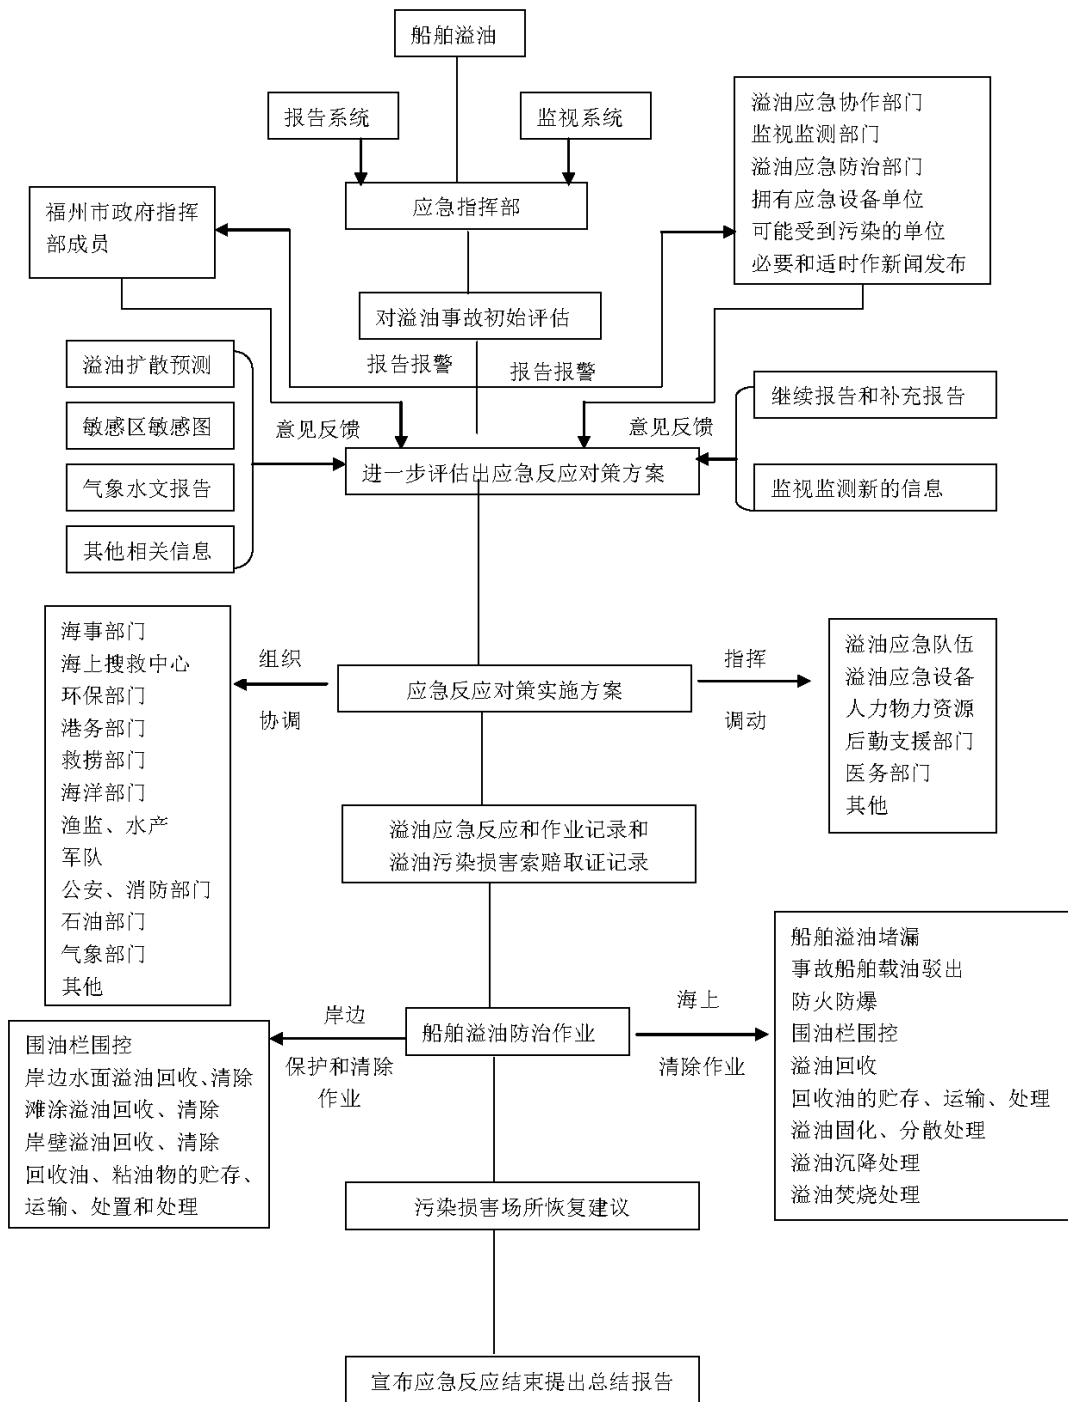 船舶溢油
报告系统
监视系统
溢油应急协作部门
监视监测部门
溢油应急防治部门
拥有应急设备单位
可能受到污染的单位
必要和适时作新闻发布
应急指挥部
福州市政府指挥
部成员
对溢油事故初始评估
报告报警
报告报警
溢油扩散预测
敏感区敏感图
气象水文报告
其他相关信息
意见反馈
意见反馈
继续报告和补充报告
监视监测新的信息
进一步评估出应急反应对策方案
海事部门
海上搜救中心
环保部门
港务部门
救捞部门
海洋部门
渔监、水产
军队
公安、消防部门
石油部门
气象部门
其他
组织
协调
应急反应对策实施方案
指挥
调动
溢油应急队伍
溢油应急设备
人力物力资源
后勤支援部门
医务部门
其他
溢油应急反应和作业记录和
溢油污染损害索赔取证记录
岸边
保护和清除
作业
船舶溢油防治作业
海上
清除作业
围油栏围控
岸边水面溢油回收、清除
滩涂溢油回收、清除
岸壁溢油回收、清除
回收油、粘油物的贮存、
运输、处置和处理
船舶溢油堵漏
事故船舶载油驳出
防火防爆
围油栏围控
溢油回收
回收油的贮存、运输、处理
溢油固化、分散处理
溢油沉降处理
溢油焚烧处理
污染损害场所恢复建议
宣布应急反应结束提出总结报告